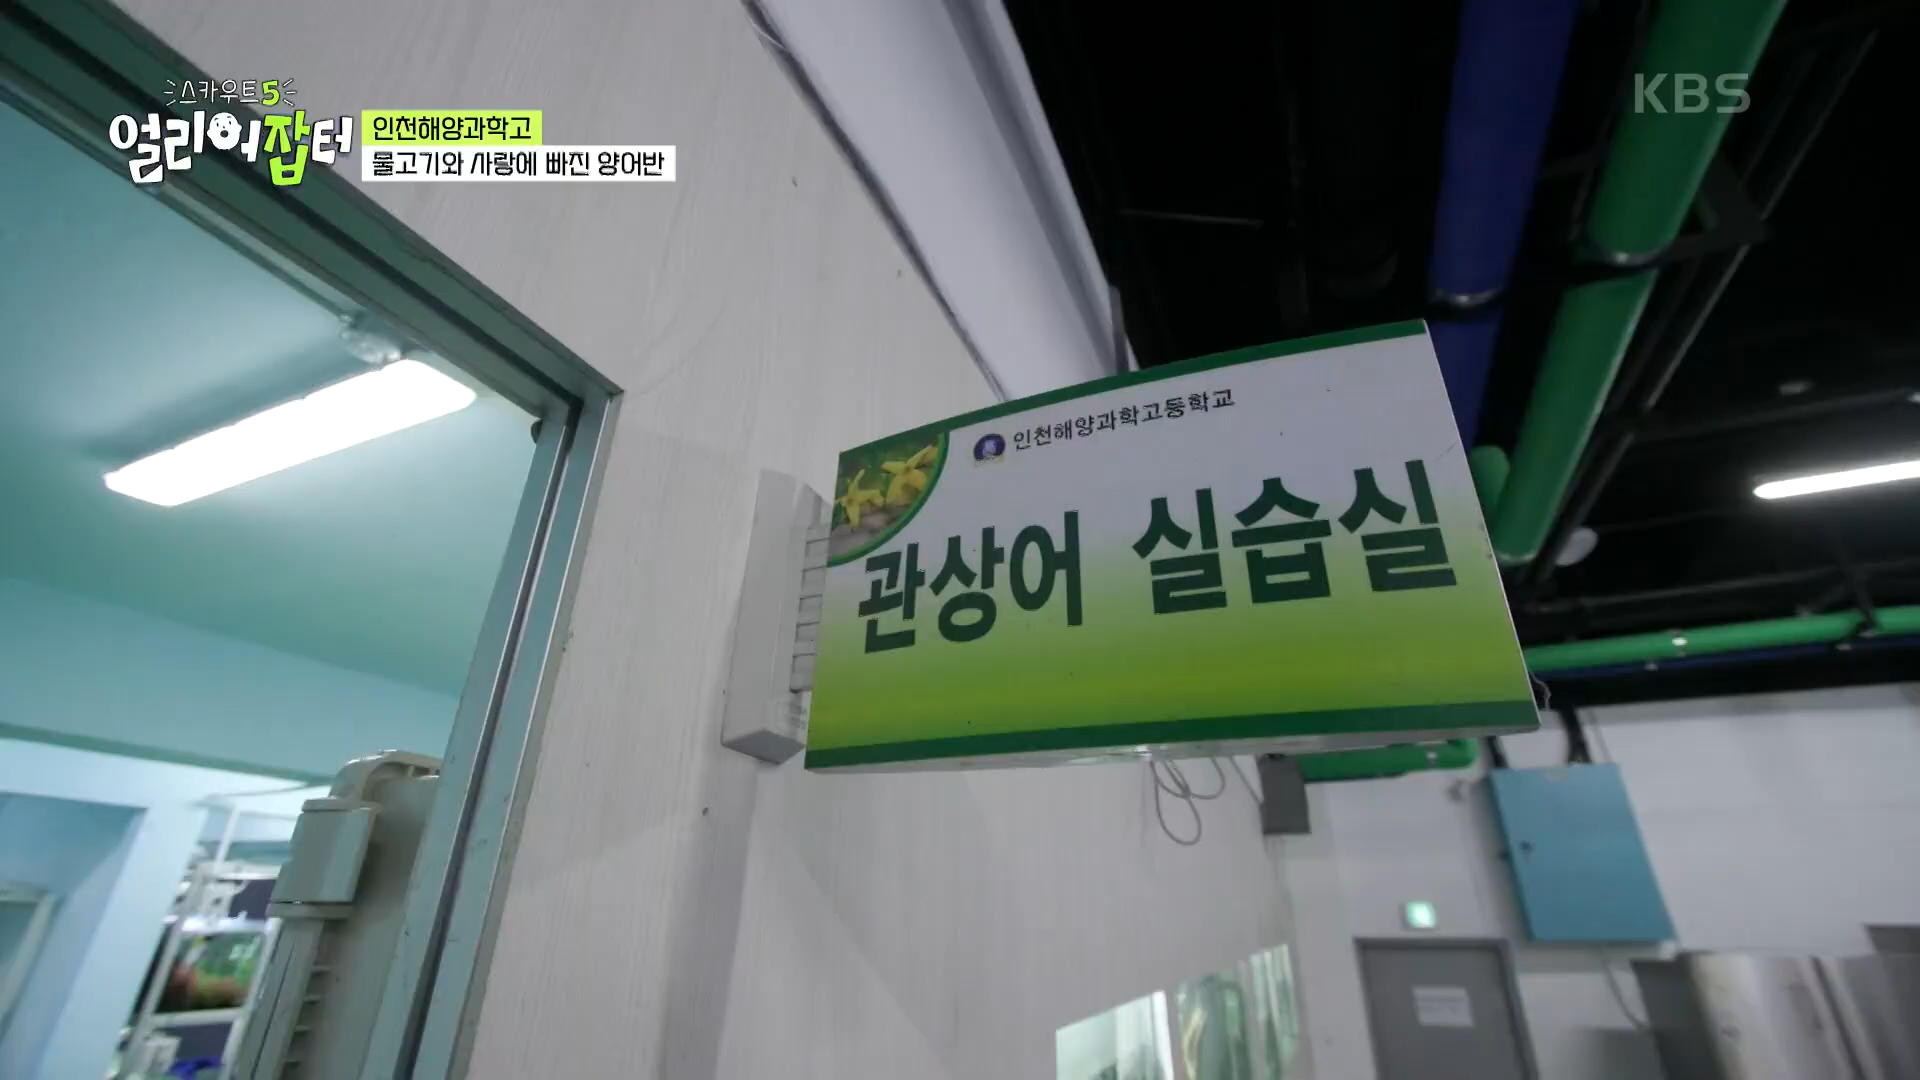 스카우트5
얼리어잡터
인천해양과학고
물고기와 사랑에 빠진 양어반
KBS
인천해양과학고등학교
관상어 실습실